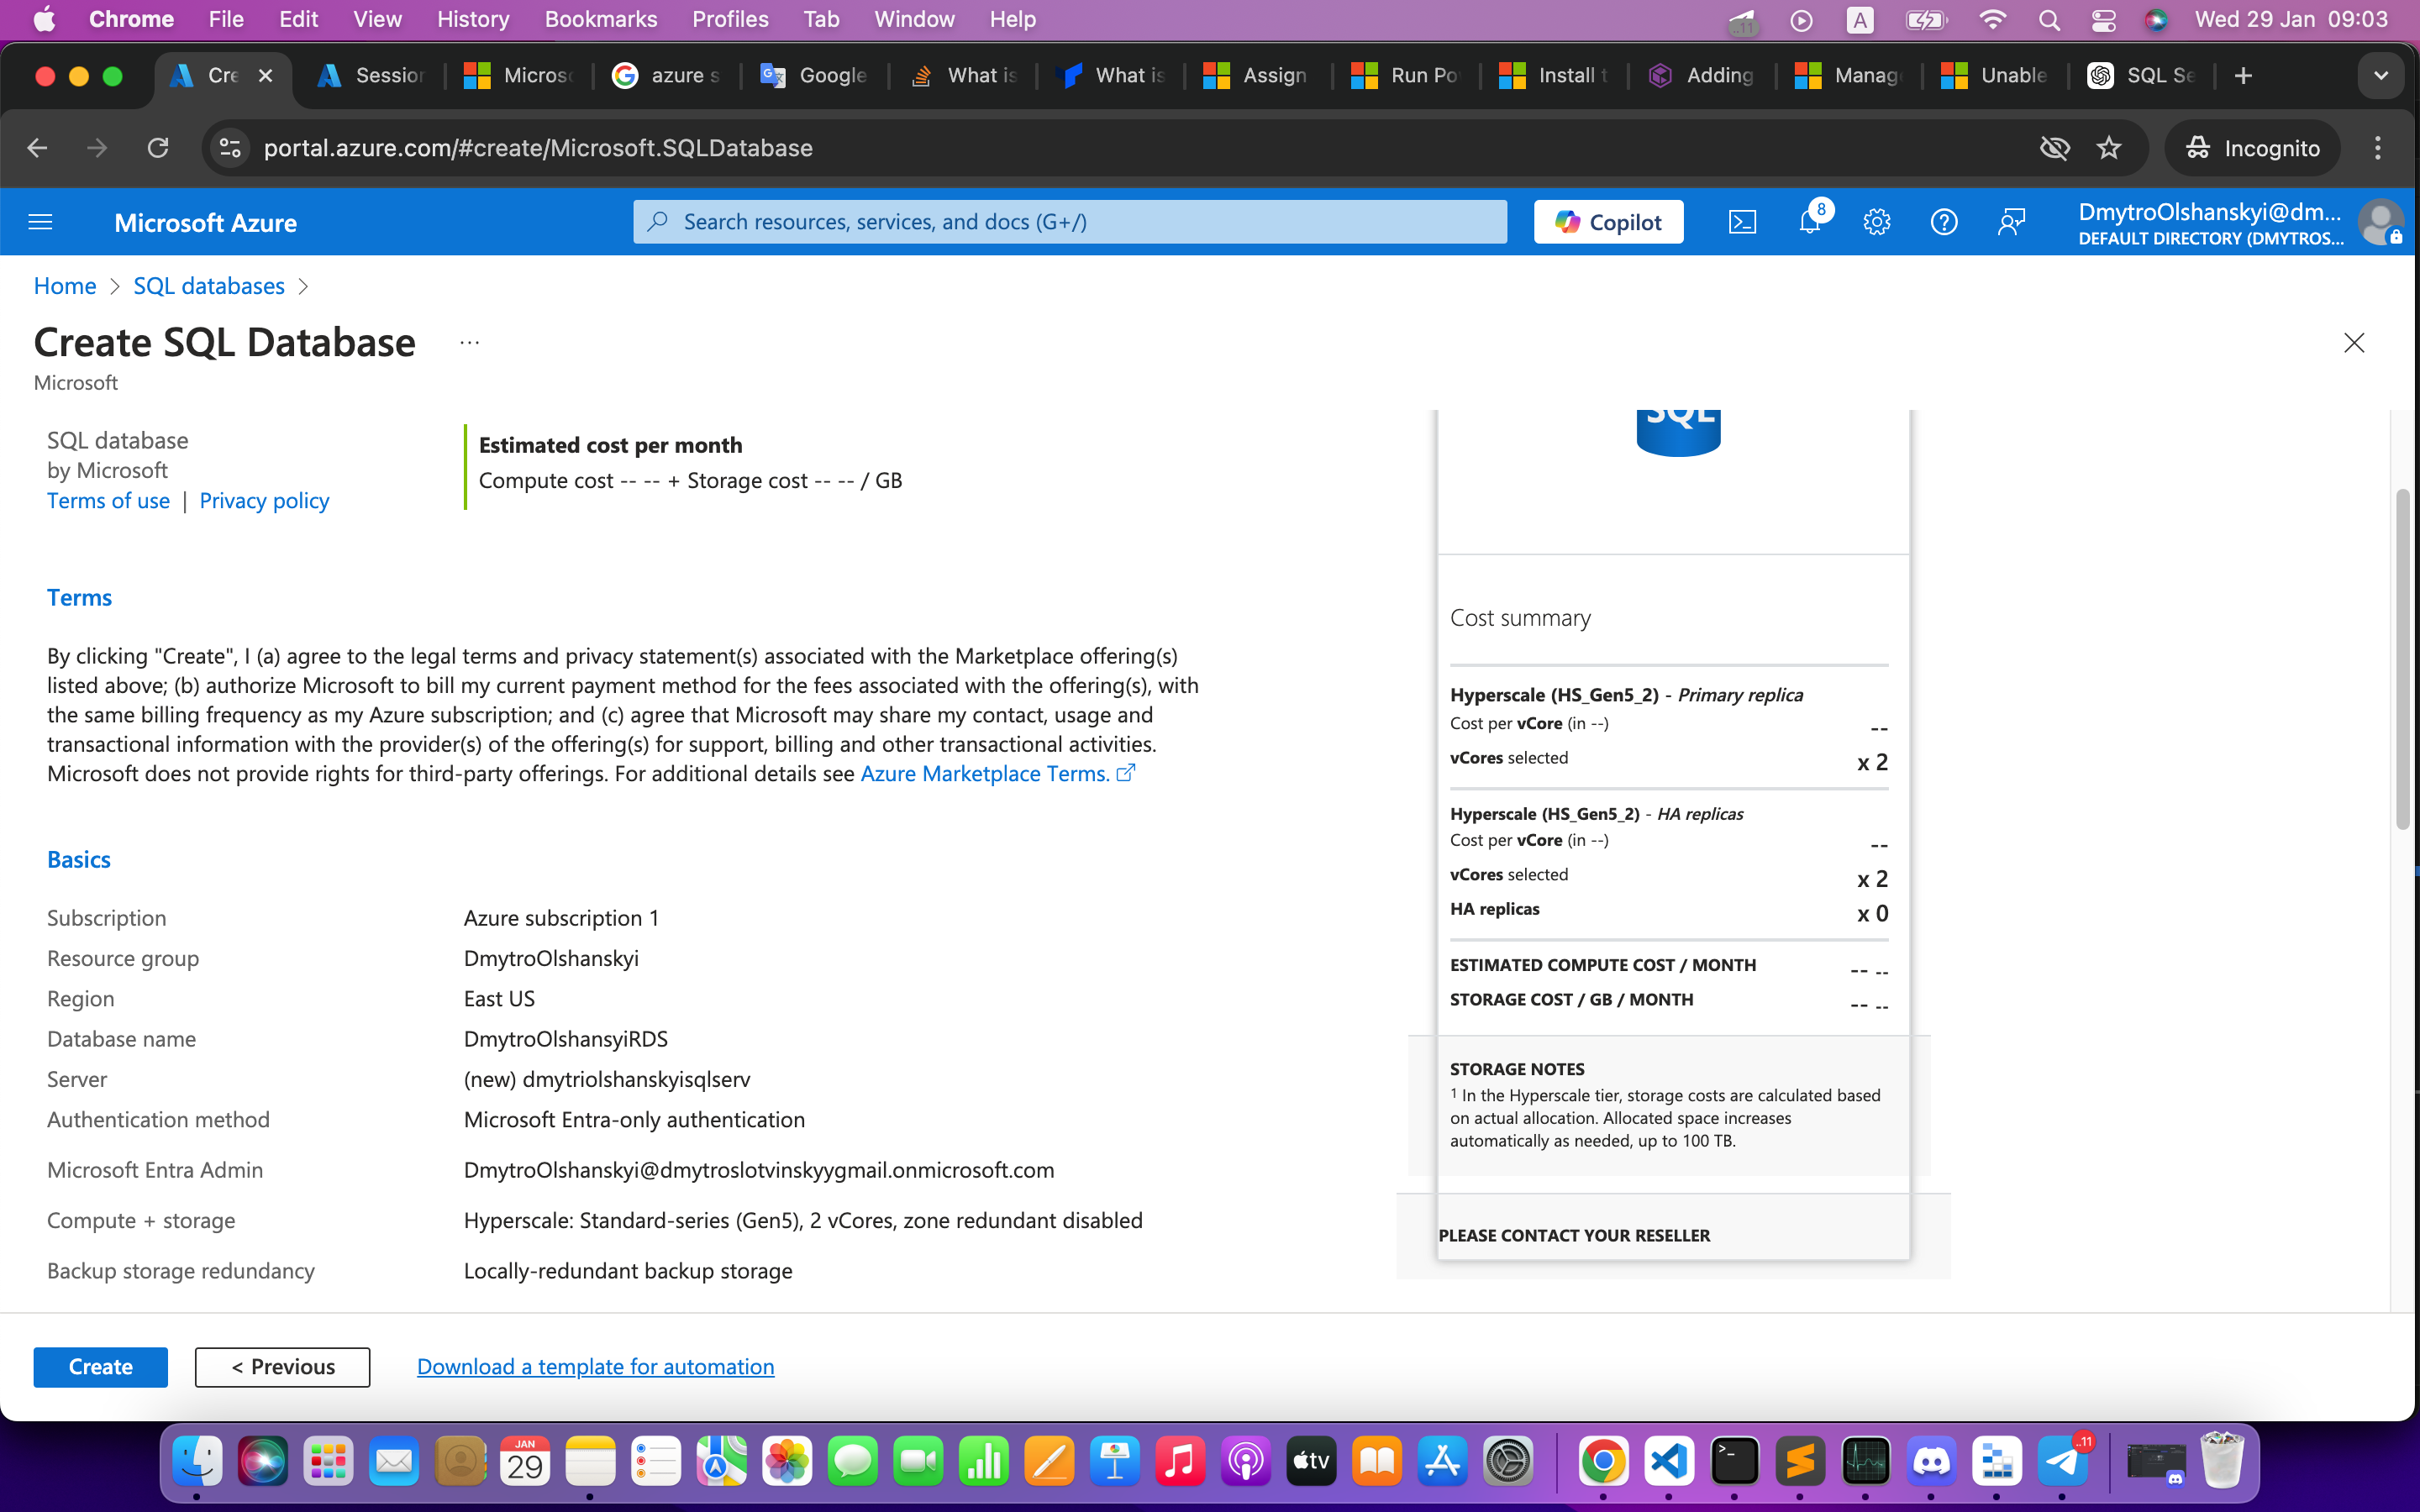 Chrome File Edit View History Bookmarks Profiles Tab Window Help
..11 A Wed 29 Jan 09:03
Cre Session Microso azure s Google What is What is Assign Run Po Install t Adding Manag Unable SQL Se
portal.azure.com/#create/Microsoft.SQLDatabase
Incognito
Microsoft Azure
Search resources, services, and docs (G+/)
Copilot
8
DmytroOlshanskyi@dm...
DEFAULT DIRECTORY (DMYTROS...
Home > SQL databases >
Create SQL Database ...
Microsoft
SQL database
by Microsoft
Terms of use | Privacy policy
Estimated cost per month
Compute cost -- -- + Storage cost -- -- / GB
Terms
By clicking "Create", I (a) agree to the legal terms and privacy statement(s) associated with the Marketplace offering(s)
listed above; (b) authorize Microsoft to bill my current payment method for the fees associated with the offering(s), with
the same billing frequency as my Azure subscription; and (c) agree that Microsoft may share my contact, usage and
transactional information with the provider(s) of the offering(s) for support, billing and other transactional activities.
Microsoft does not provide rights for third-party offerings. For additional details see Azure Marketplace Terms.
Basics
Subscription Azure subscription 1
Resource group DmytroOlshanskyi
Region East US
Database name DmytroOlshansyiRDS
Server (new) dmytriolshanskyisqlserv
Authentication method Microsoft Entra-only authentication
Microsoft Entra Admin DmytroOlshanskyi@dmytroslotvinskyygmail.onmicrosoft.com
Compute + storage Hyperscale: Standard-series (Gen5), 2 vCores, zone redundant disabled
Backup storage redundancy Locally-redundant backup storage
SQL
Cost summary
Hyperscale (HS_Gen5_2) - Primary replica
Cost per vCore (in --) --
vCores selected x 2
Hyperscale (HS_Gen5_2) - HA replicas
Cost per vCore (in --) --
vCores selected x 2
HA replicas x 0
ESTIMATED COMPUTE COST / MONTH -- --
STORAGE COST / GB / MONTH -- --
STORAGE NOTES
1 In the Hyperscale tier, storage costs are calculated based
on actual allocation. Allocated space increases
automatically as needed, up to 100 TB.
PLEASE CONTACT YOUR RESELLER
Create < Previous Download a template for automation
JAN
29
tv
..11